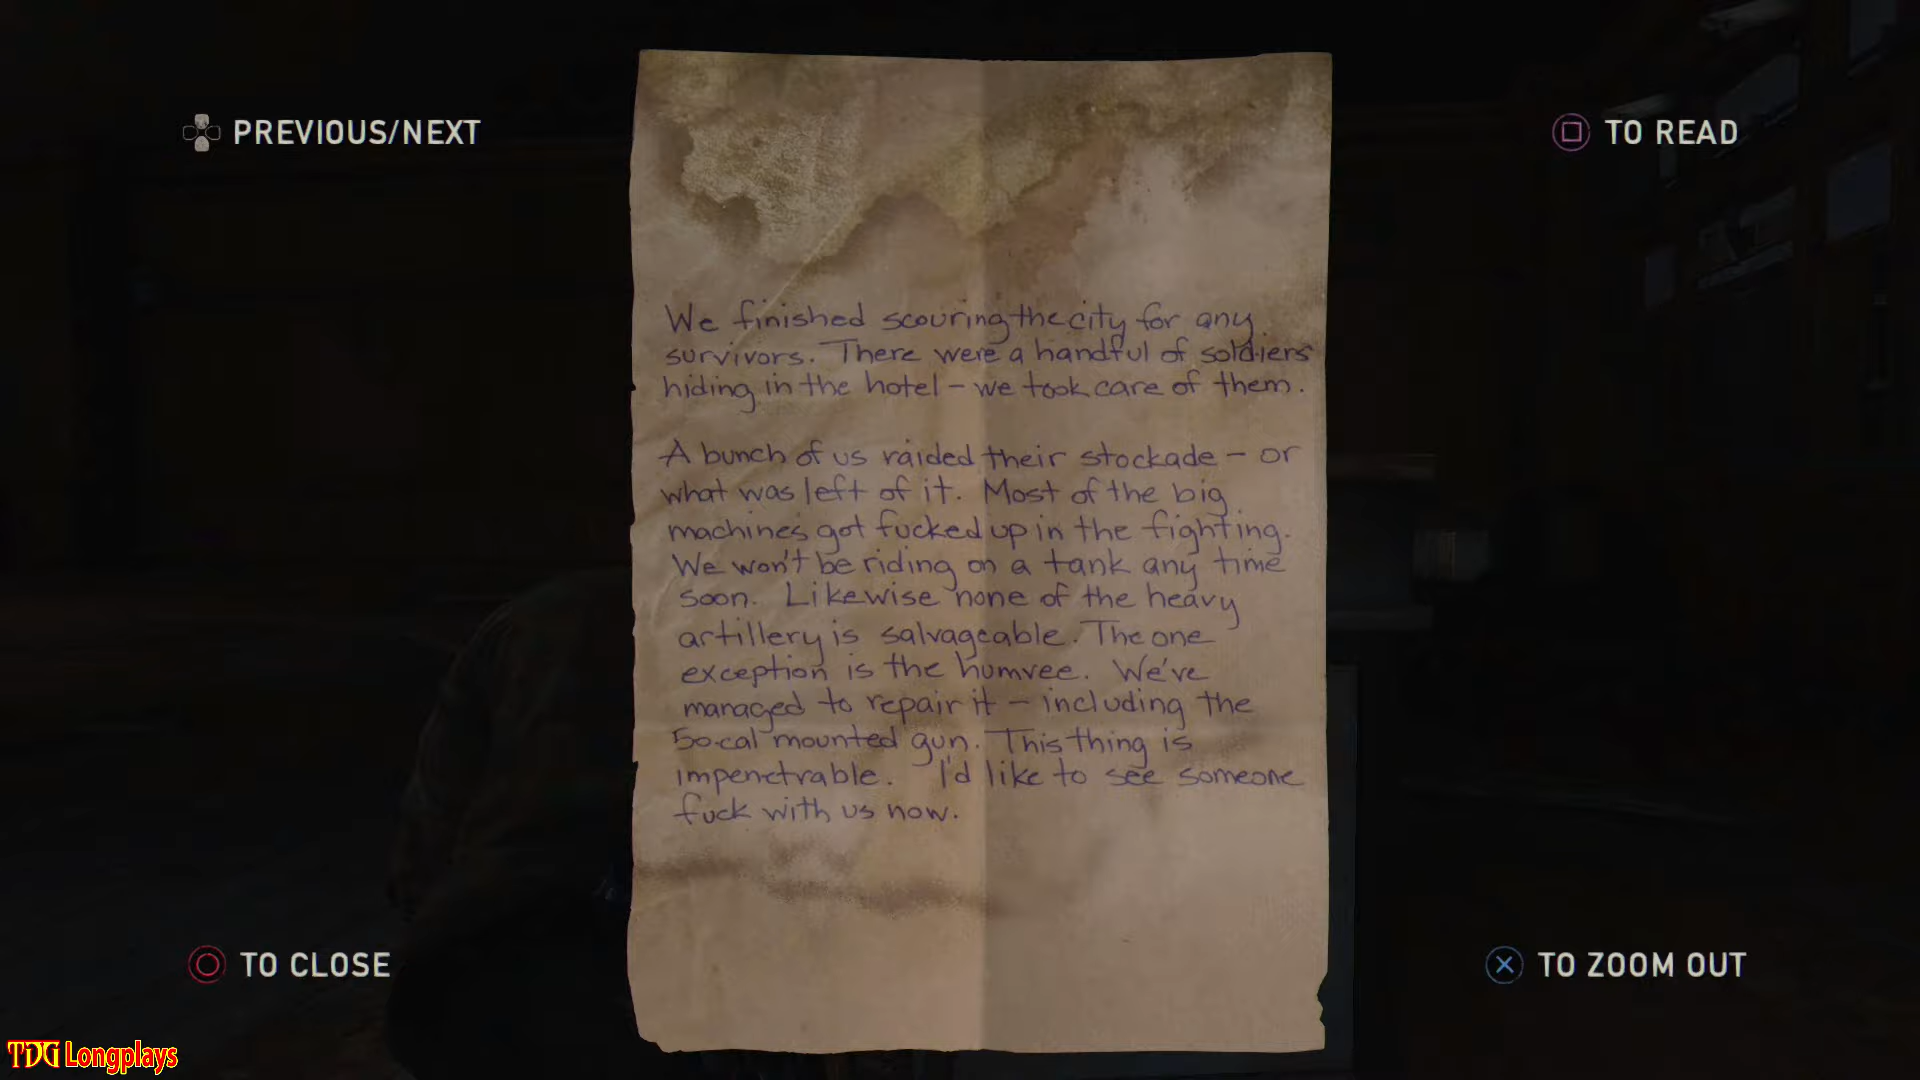 PREVIOUS/NEXT
TO READ
We finished scouring the city for any
survivors. There were a handful of soldiers
hiding in the hotel - we took care of them.
A bunch of us raided their stockade - or
what was left of it. Most of the big
machines got fucked up in the fighting.
We won't be riding on a tank any time
soon. Likewise none of the heavy
artillery is salvageable. The one
exception is the humvee. We've
managed to repair it - including the
50.cal mounted gun. This thing is
impenetrable. I'd like to see someone
fuck with us now.
TO CLOSE
TO ZOOM OUT
TDG Longplays